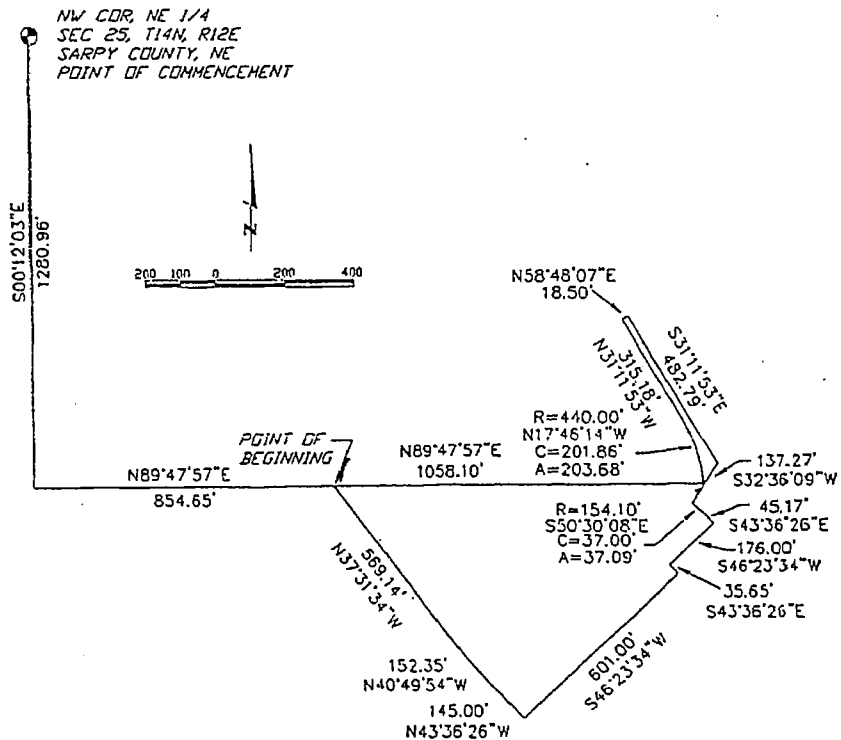 NW COR, NE 1/4
SEC 25, T14N, R12E
SARPY COUNTY, NE
POINT OF COMMENCEMENT
S00°12'03"E
1280.96'
N
200 100 0 200 400
N58°48'07"E
18.50'
S31°11'53"E
482.79'
315.18'
N31°11'53"W
R=440.00'
N17°46'14"W
C=201.86'
A=203.68'
POINT OF
BEGINNING
N89°47'57"E
1058.10'
N89°47'57"E
854.65'
137.27'
S32°36'09"W
R=154.10'
S50°30'08"E
C=37.00'
A=37.09'
45.17'
S43°36'26"E
176.00'
S46°23'34"W
35.65'
S43°36'26"E
569.14'
N37°31'34"W
601.00'
S46°23'34"W
152.35'
N40°49'54"W
145.00'
N43°36'26"W